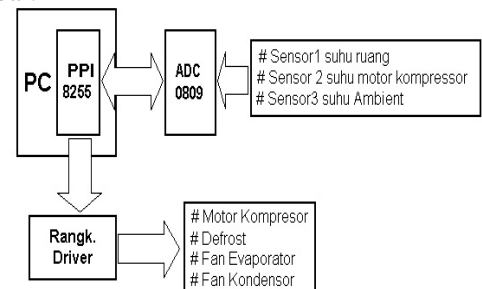 PC
PPI
8255
ADC
0809
# Sensor1 suhu ruang
# Sensor 2 suhu motor kompressor
# Sensor3 suhu Ambient
Rangk.
Driver
# Motor Kompresor
# Defrost
# Fan Evaporator
# Fan Kondensor